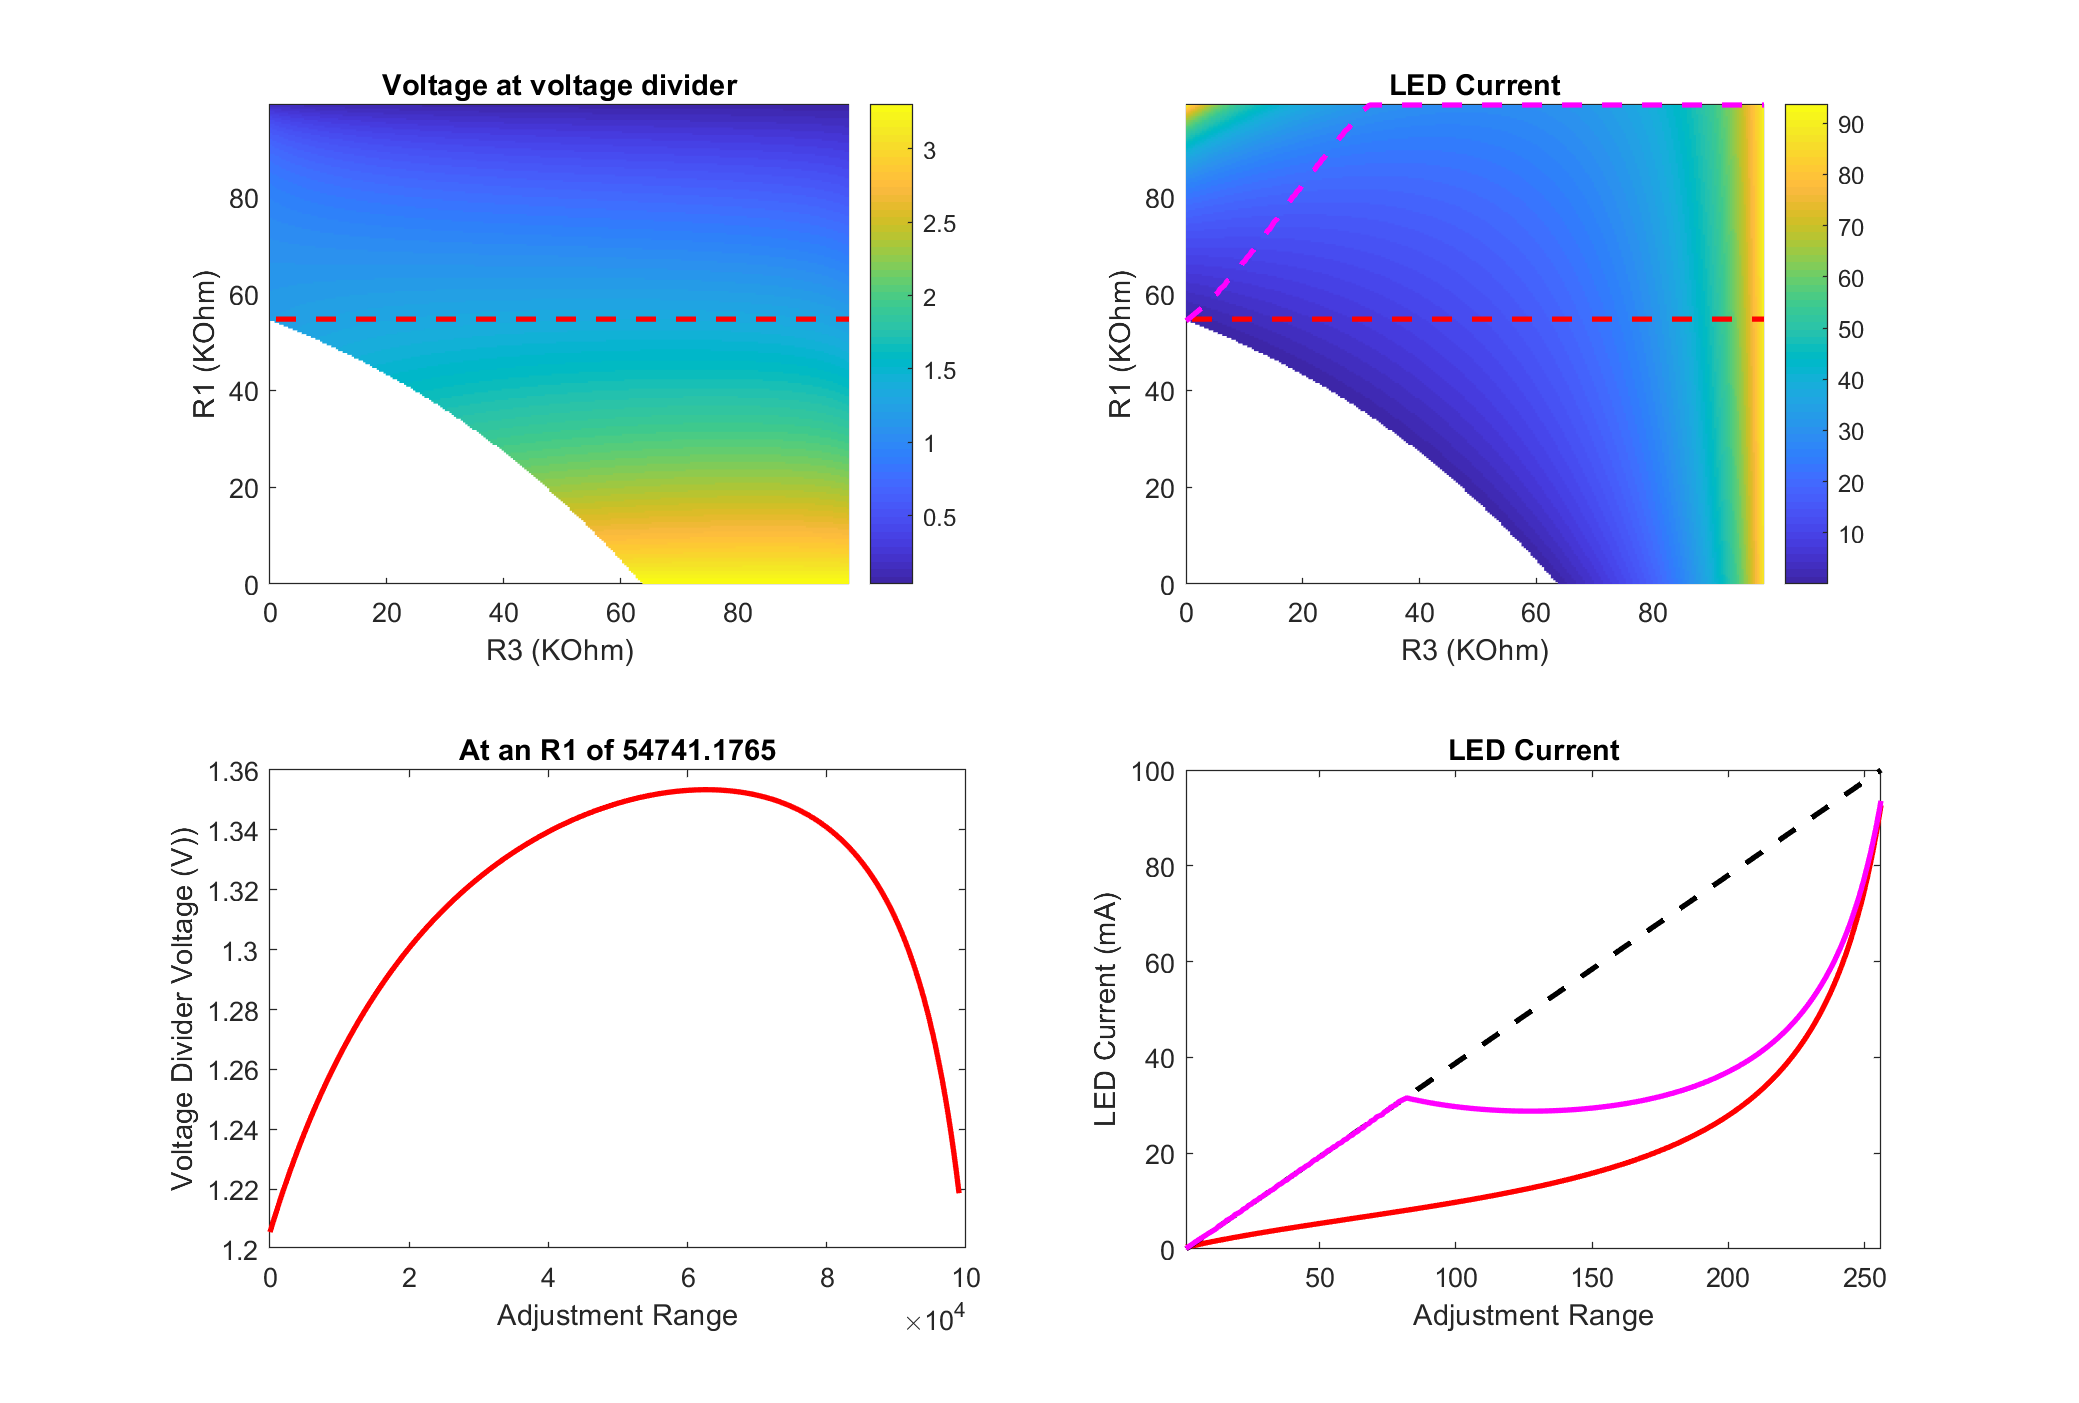 Voltage at voltage divider
R1 (KOhm)
80
60
40
20
0
0 20 40 60 80
R3 (KOhm)
3
2.5
2
1.5
1
0.5
LED Current
R1 (KOhm)
80
60
40
20
0
0 20 40 60 80
R3 (KOhm)
90
80
70
60
50
40
30
20
10
At an R1 of 54741.1765
Voltage Divider Voltage (V))
1.36
1.34
1.32
1.3
1.28
1.26
1.24
1.22
1.2
0 2 4 6 8 10
Adjustment Range
×10⁴
LED Current
LED Current (mA)
100
80
60
40
20
0
50 100 150 200 250
Adjustment Range